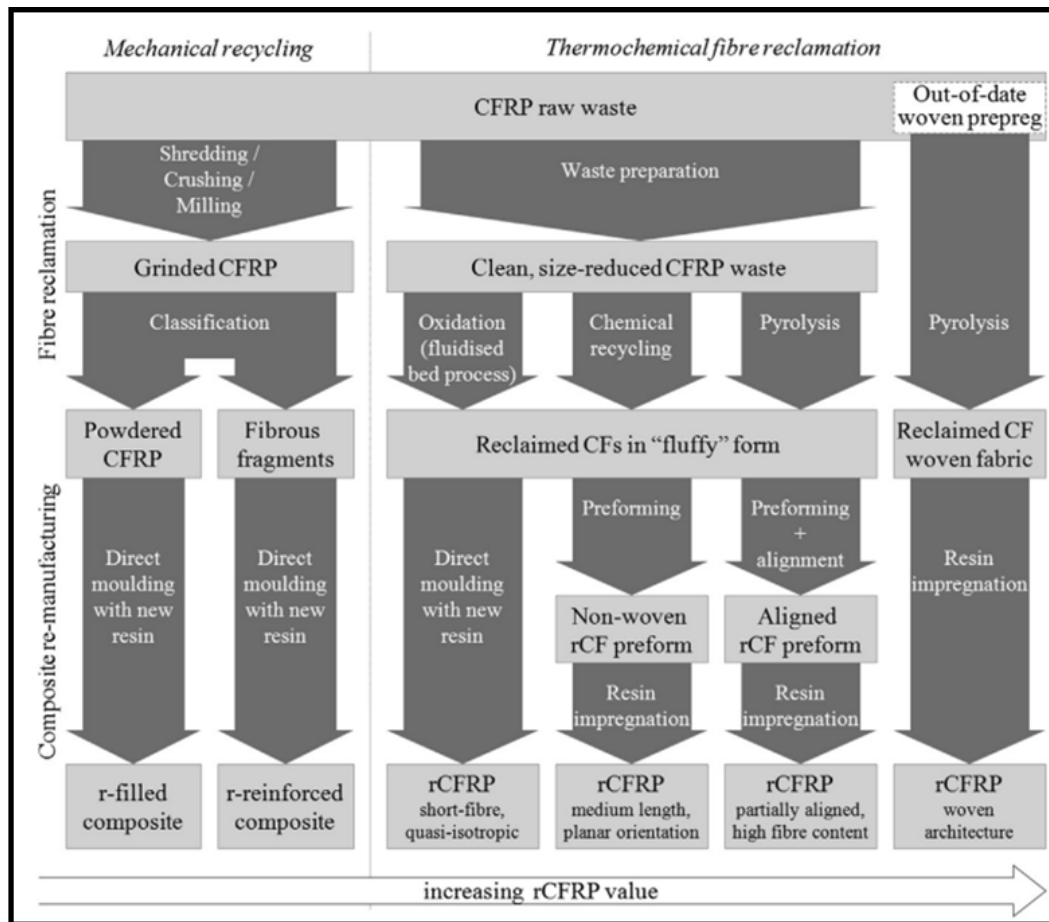 Mechanical recycling
Thermochemical fibre reclamation
CFRP raw waste
Out-of-date
woven prepreg
Fibre reclamation
Shredding /
Crushing /
Milling
Waste preparation
Grinded CFRP
Clean, size-reduced CFRP waste
Classification
Oxidation
(fluidised
bed process)
Chemical
recycling
Pyrolysis
Pyrolysis
Powdered
CFRP
Fibrous
fragments
Reclaimed CFs in “fluffy” form
Reclaimed CF
woven fabric
Composite re-manufacturing
Direct
moulding
with new
resin
Direct
moulding
with new
resin
Direct
moulding
with new
resin
Preforming
Preforming
+
alignment
Resin
impregnation
Non-woven
rCF preform
Aligned
rCF preform
Resin
impregnation
Resin
impregnation
r-filled
composite
r-reinforced
composite
rCFRP
short-fibre,
quasi-isotropic
rCFRP
medium length,
planar orientation
rCFRP
partially aligned,
high fibre content
rCFRP
woven
architecture
increasing rCFRP value